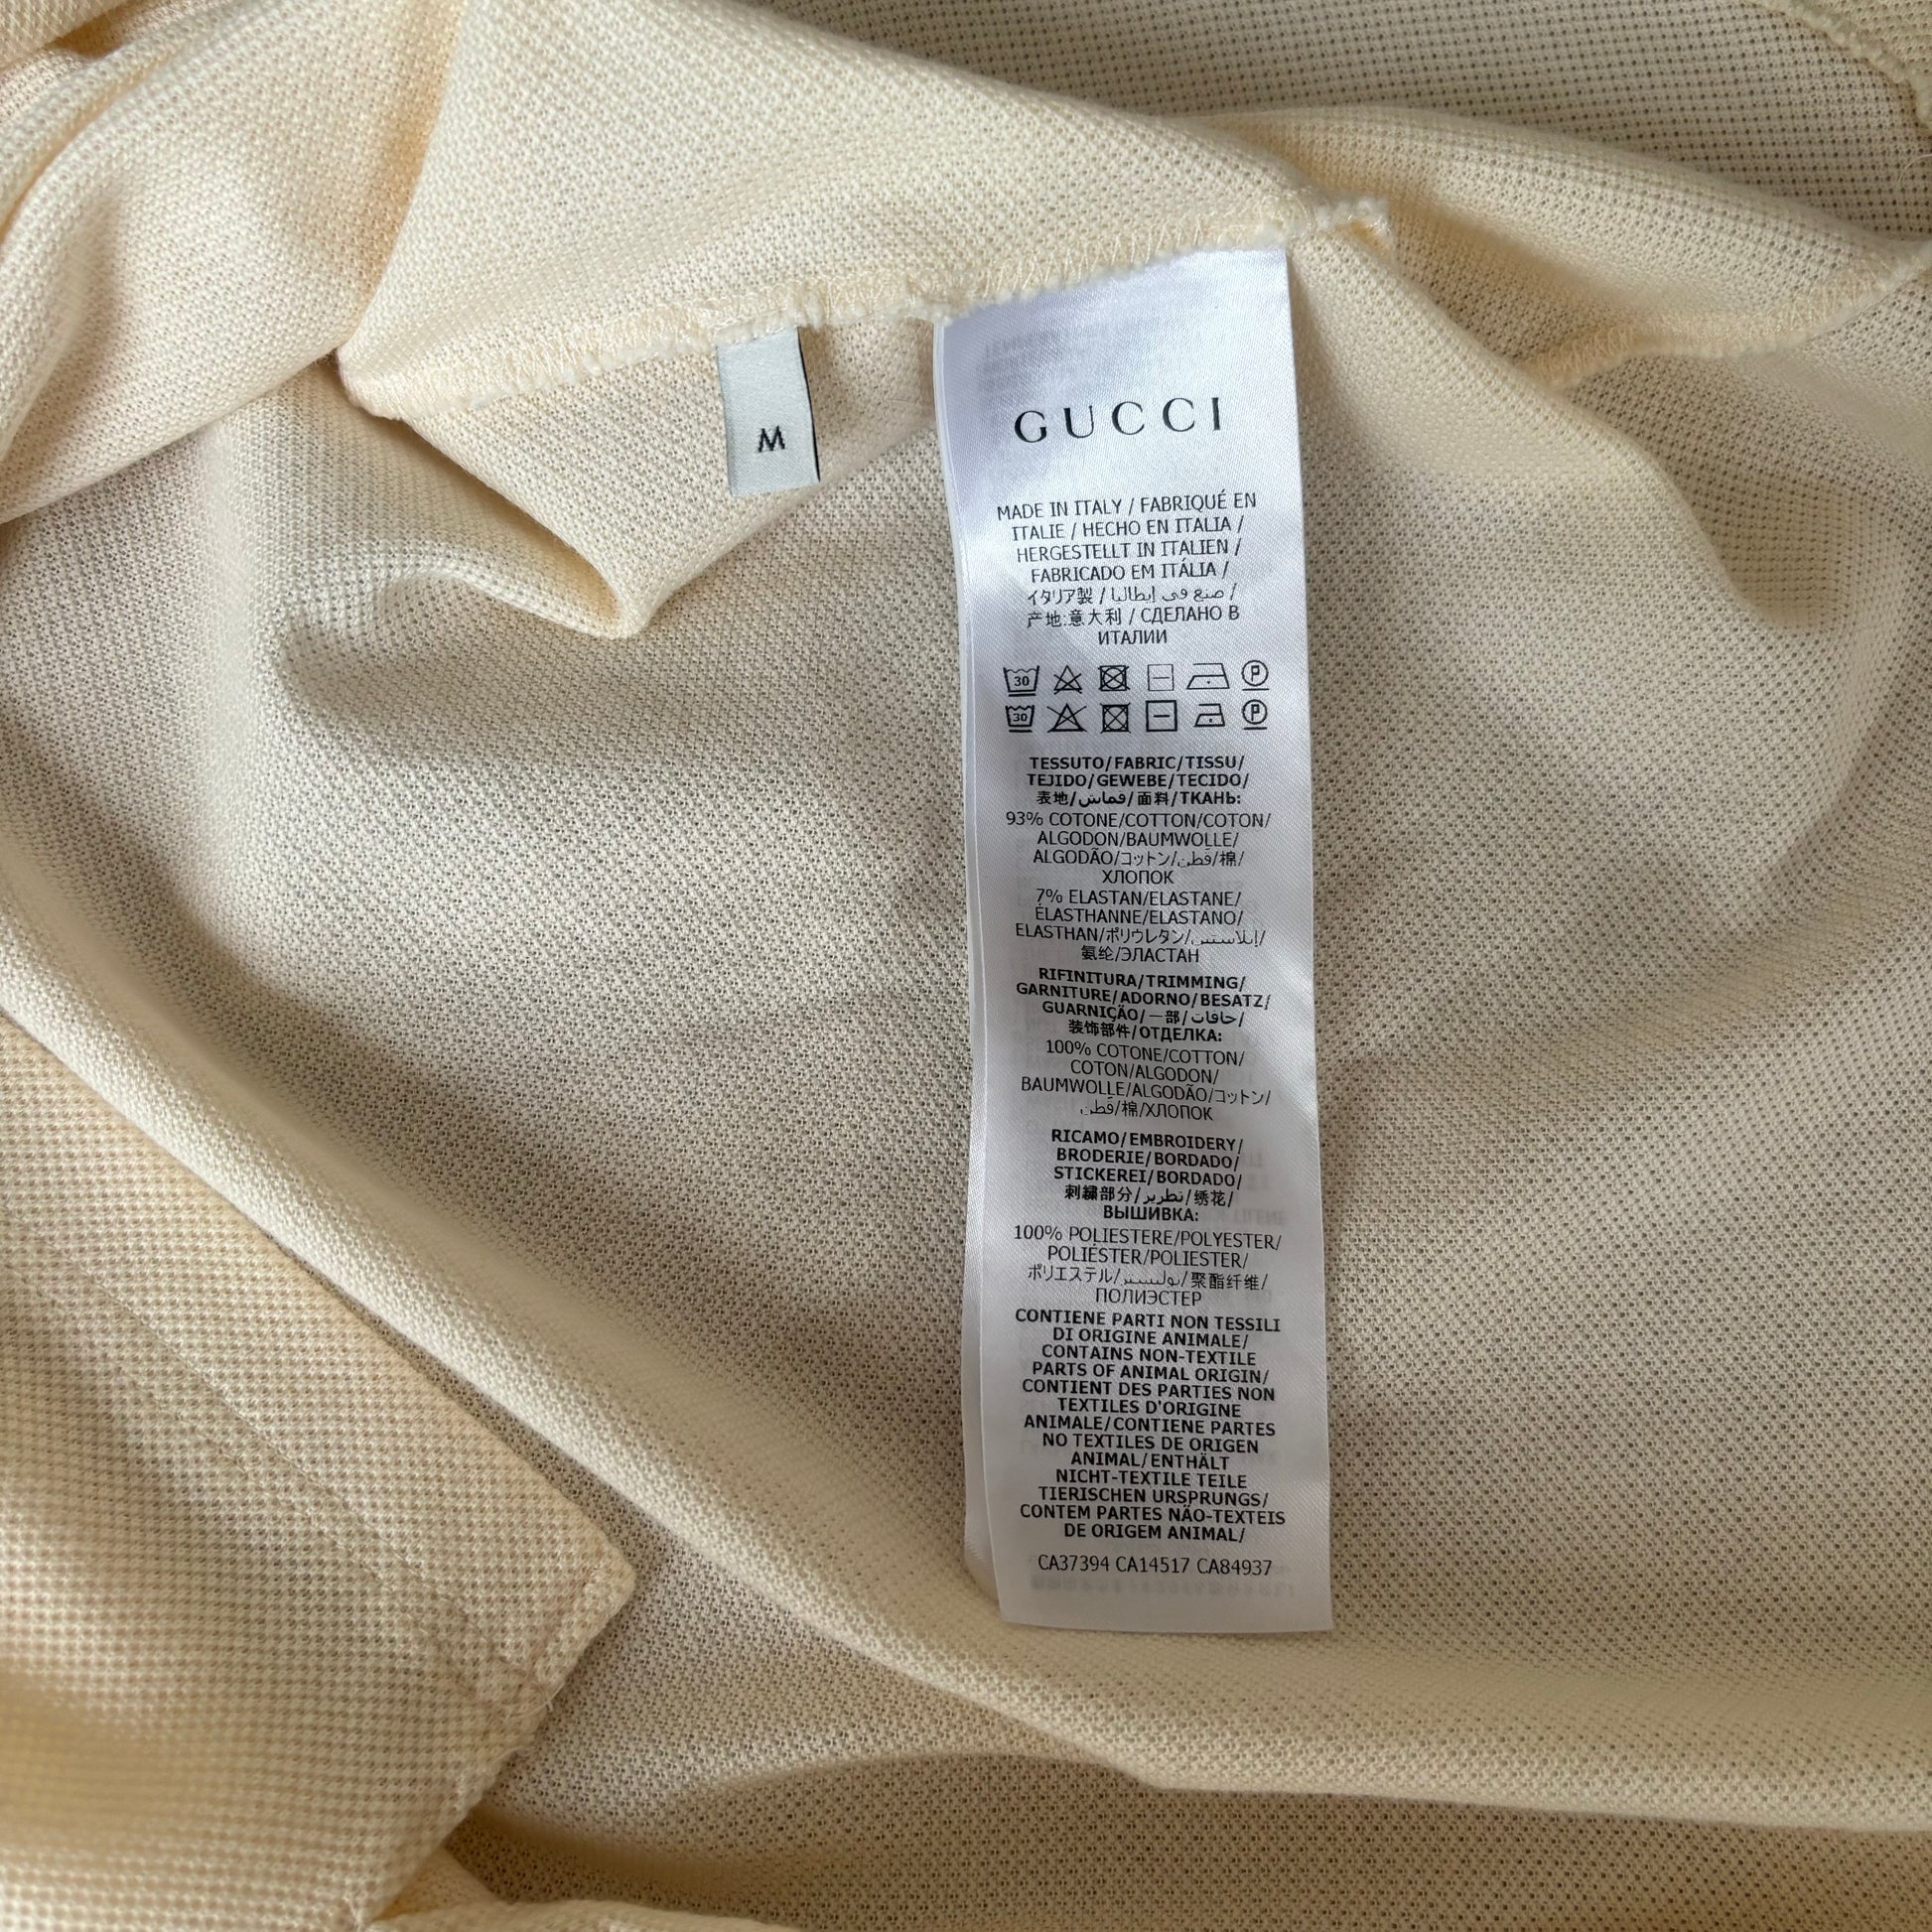 M
GUCCI
MADE IN ITALY / FABRIQUÉ EN
ITALIE / HECHO EN ITALIA /
HERGESTELLT IN ITALIEN /
FABRICADO EM ITÁLIA /
イタリア製 / صنع في إيطاليا /
产地:意大利 / СДЕЛАНО В
ИТАЛИИ
30 P
30 P
TESSUTO/FABRIC/TISSU/
TEJIDO/GEWEBE/TECIDO/
表地/قماش/面料/ТКАНЬ:
93% COTONE/COTTON/COTON/
ALGODON/BAUMWOLLE/
ALGODÃO/コットン/قطن/棉/
ХЛОПОК
7% ELASTAN/ELASTANE/
ÉLASTHANNE/ELASTANO/
ELASTHAN/ポリウレタン/إيلاستين/
氨纶/ЭЛАСТАН
RIFINITURA/TRIMMING/
GARNITURE/ADORNO/BESATZ/
GUARNIÇÃO/一部/حافات/
装饰部件/ОТДЕЛКА:
100% COTONE/COTTON/
COTON/ALGODON/
BAUMWOLLE/ALGODÃO/コットン/
قطن/棉/ХЛОПОК
RICAMO/EMBROIDERY/
BRODERIE/BORDADO/
STICKEREI/BORDADO/
刺繍部分/تطريز/绣花/
ВЫШИВКА:
100% POLIESTERE/POLYESTER/
POLIÉSTER/POLIESTER/
ポリエステル/بوليستر/聚酯纤维/
ПОЛИЭСТЕР
CONTIENE PARTI NON TESSILI
DI ORIGINE ANIMALE/
CONTAINS NON-TEXTILE
PARTS OF ANIMAL ORIGIN/
CONTIENT DES PARTIES NON
TEXTILES D'ORIGINE
ANIMALE/CONTIENE PARTES
NO TEXTILES DE ORIGEN
ANIMAL/ENTHÄLT
NICHT-TEXTILE TEILE
TIERISCHEN URSPRUNGS/
CONTEM PARTES NÃO-TEXTEIS
DE ORIGEM ANIMAL/
CA37394 CA14517 CA84937